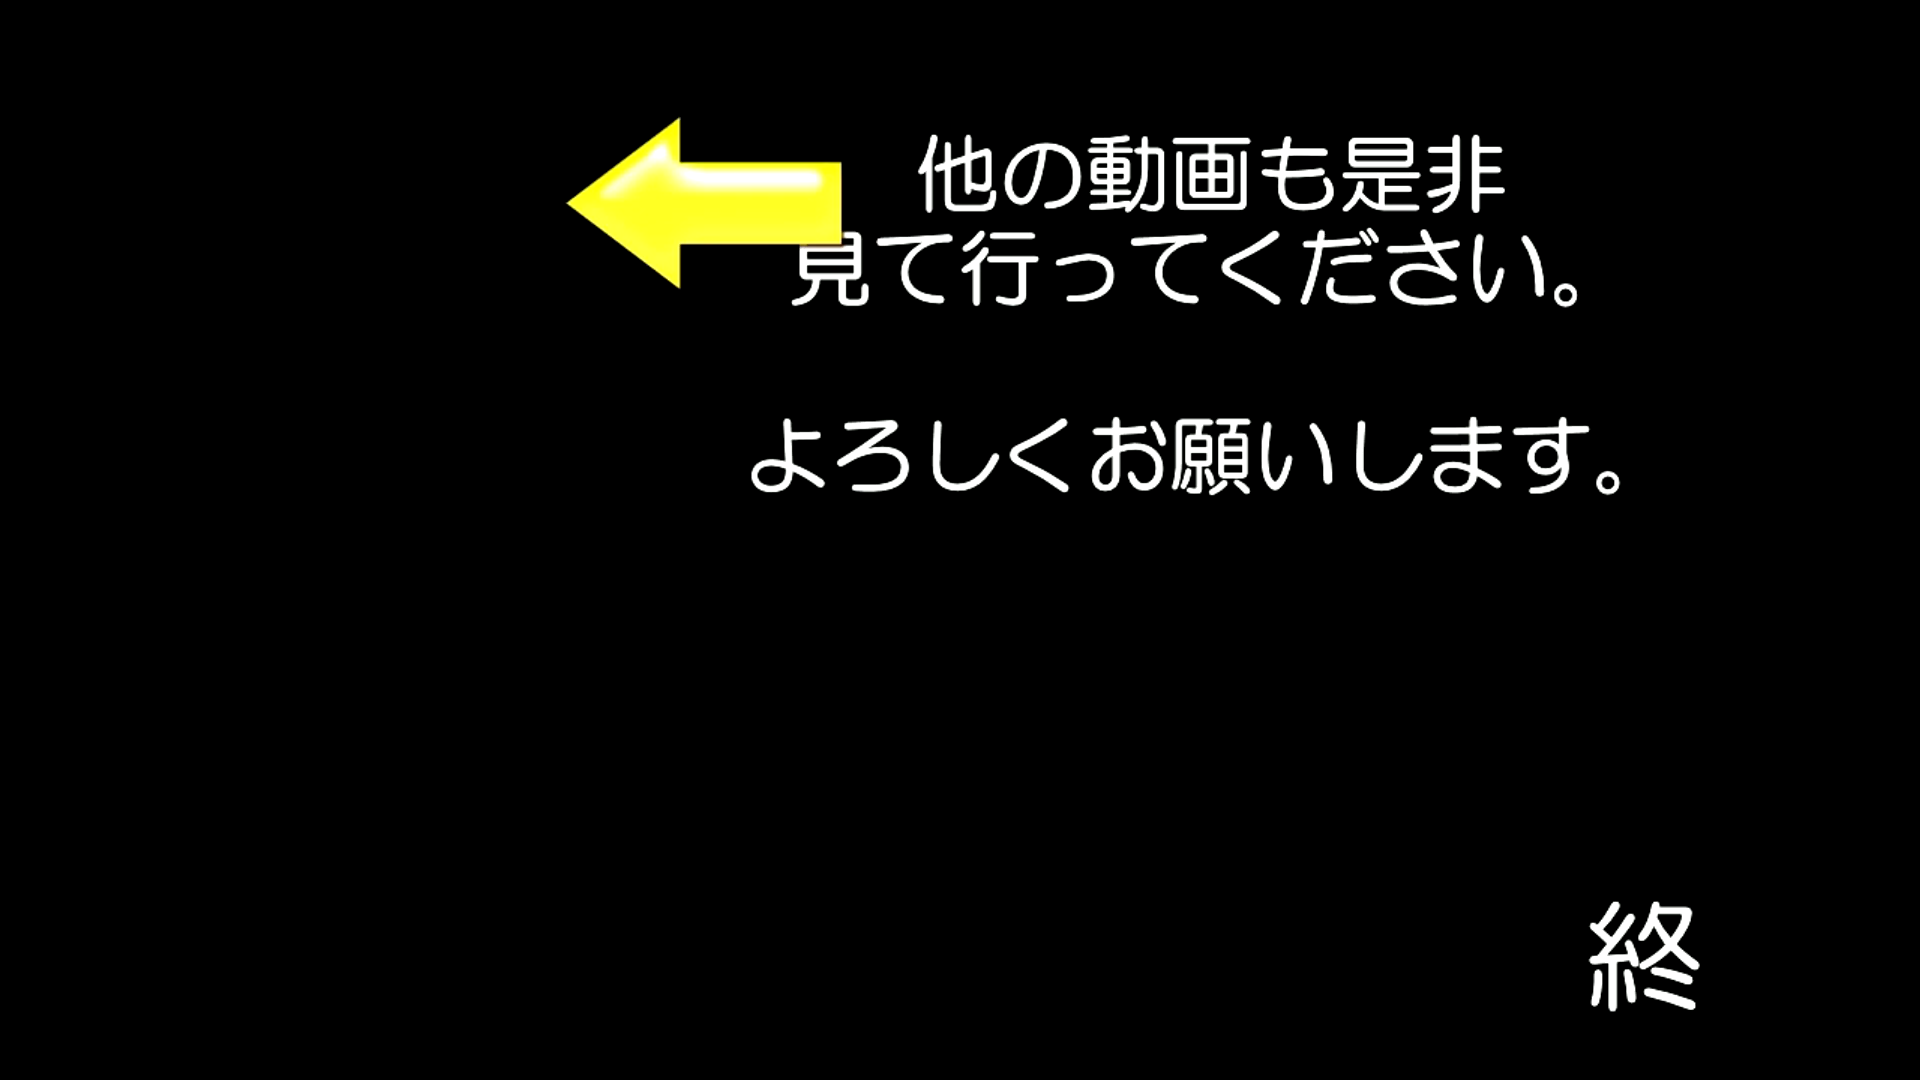 他の動画も是非
見て行ってください。
よろしくお願いします。
終